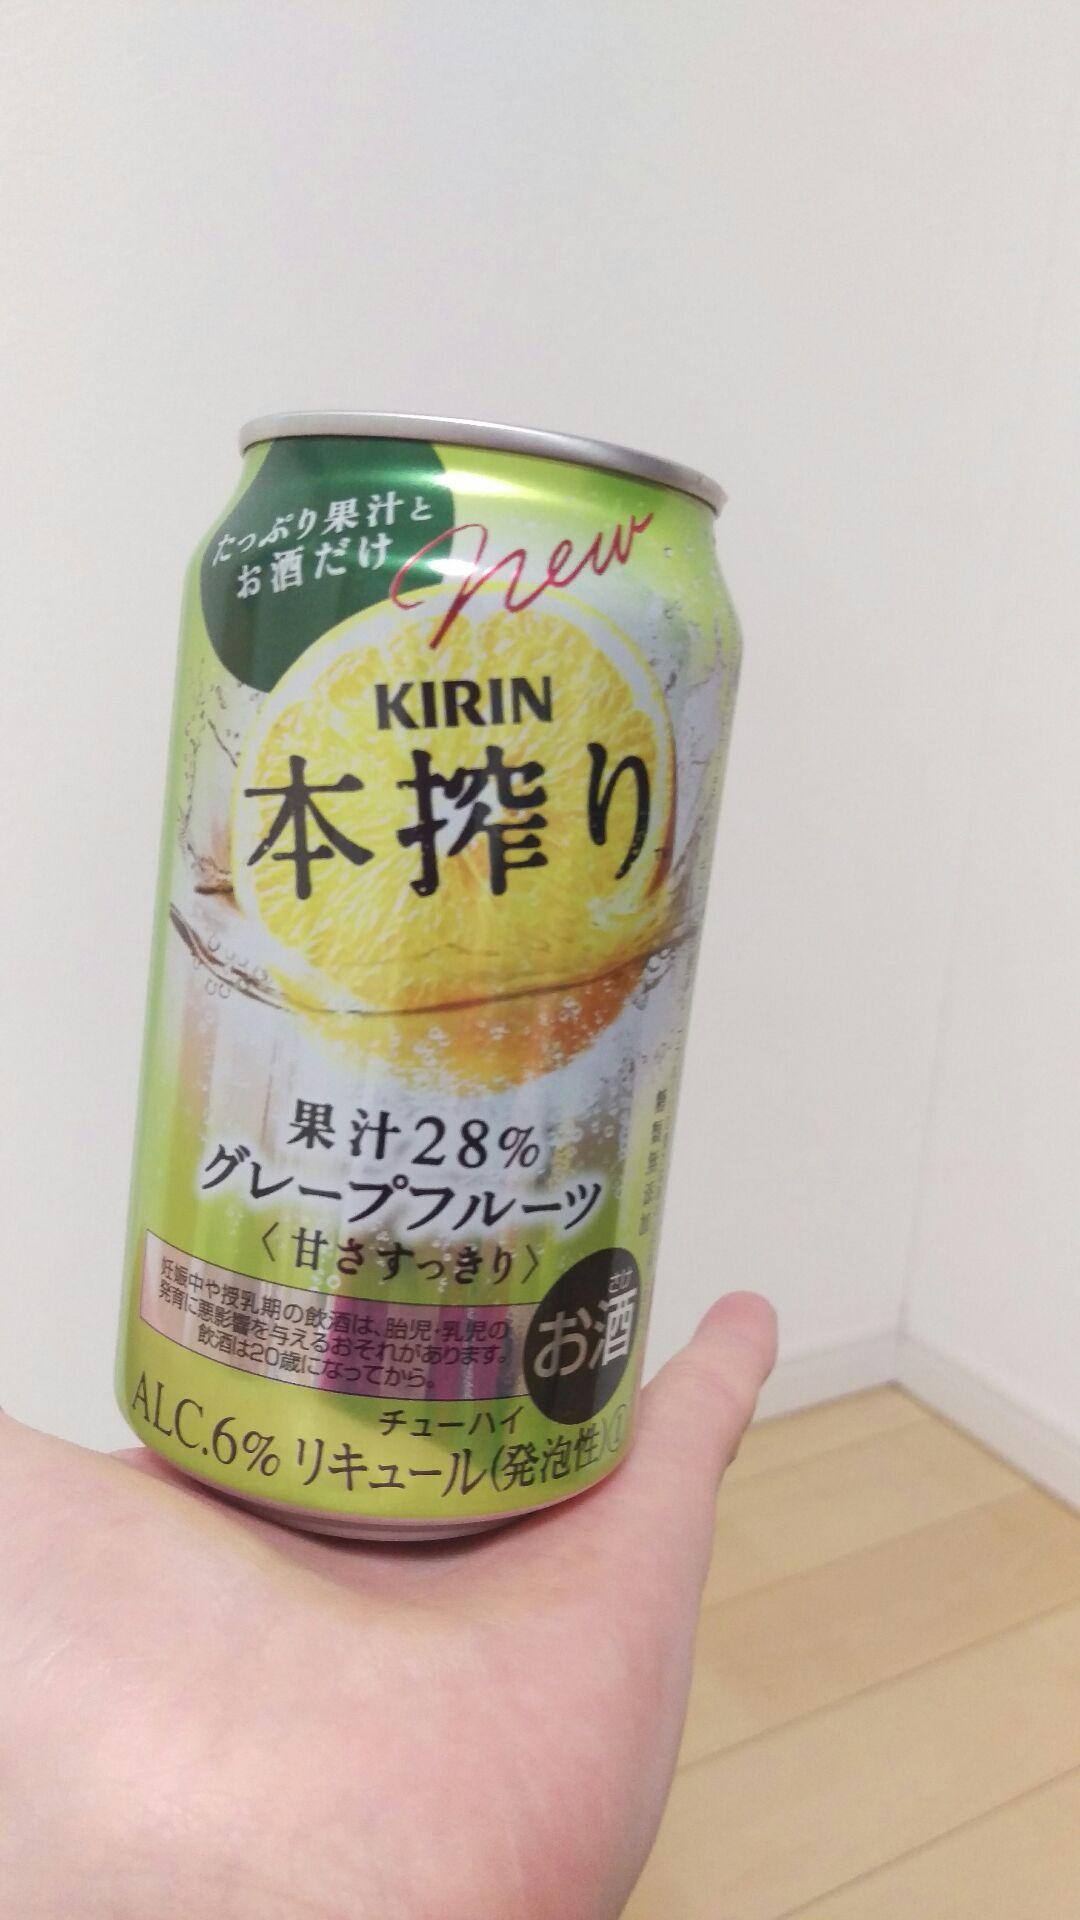 たっぷり果汁と
お酒だけ
new
KIRIN
本搾り
果汁28%
グレープフルーツ
〈甘さすっきり〉
妊娠中や授乳期の飲酒は、胎児・乳児の
発育に悪影響を与えるおそれがあります。
飲酒は20歳になってから。
さけ
お酒
チューハイ
ALC.6% リキュール(発泡性)①